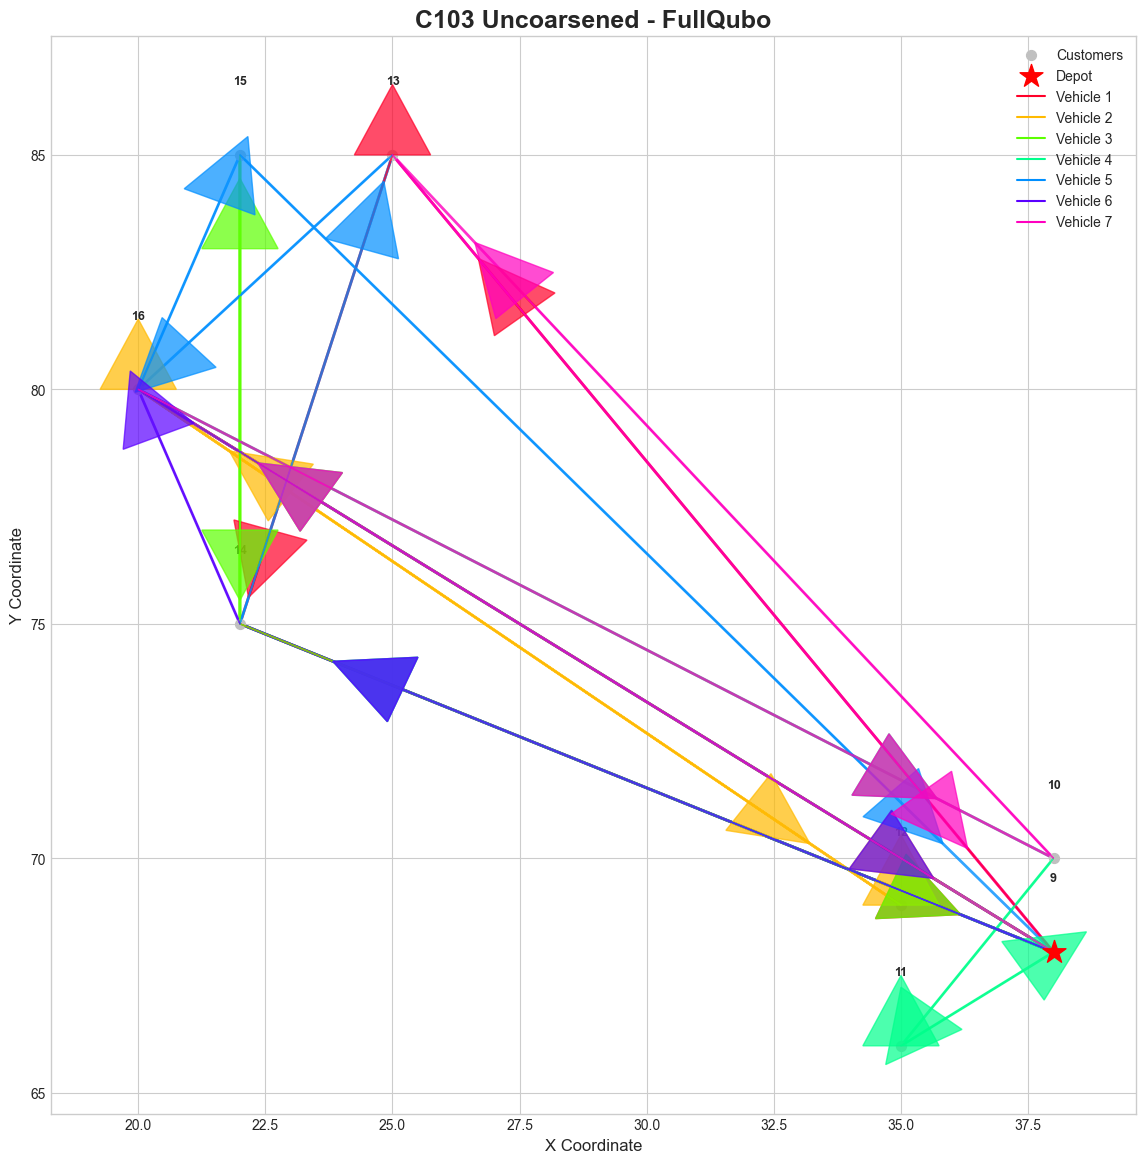 C103 Uncoarsened - FullQubo
Customers
Depot
Vehicle 1
Vehicle 2
Vehicle 3
Vehicle 4
Vehicle 5
Vehicle 6
Vehicle 7
15
13
16
14
10
12
9
11
85
80
75
70
65
Y Coordinate
20.0
22.5
25.0
27.5
30.0
32.5
35.0
37.5
X Coordinate